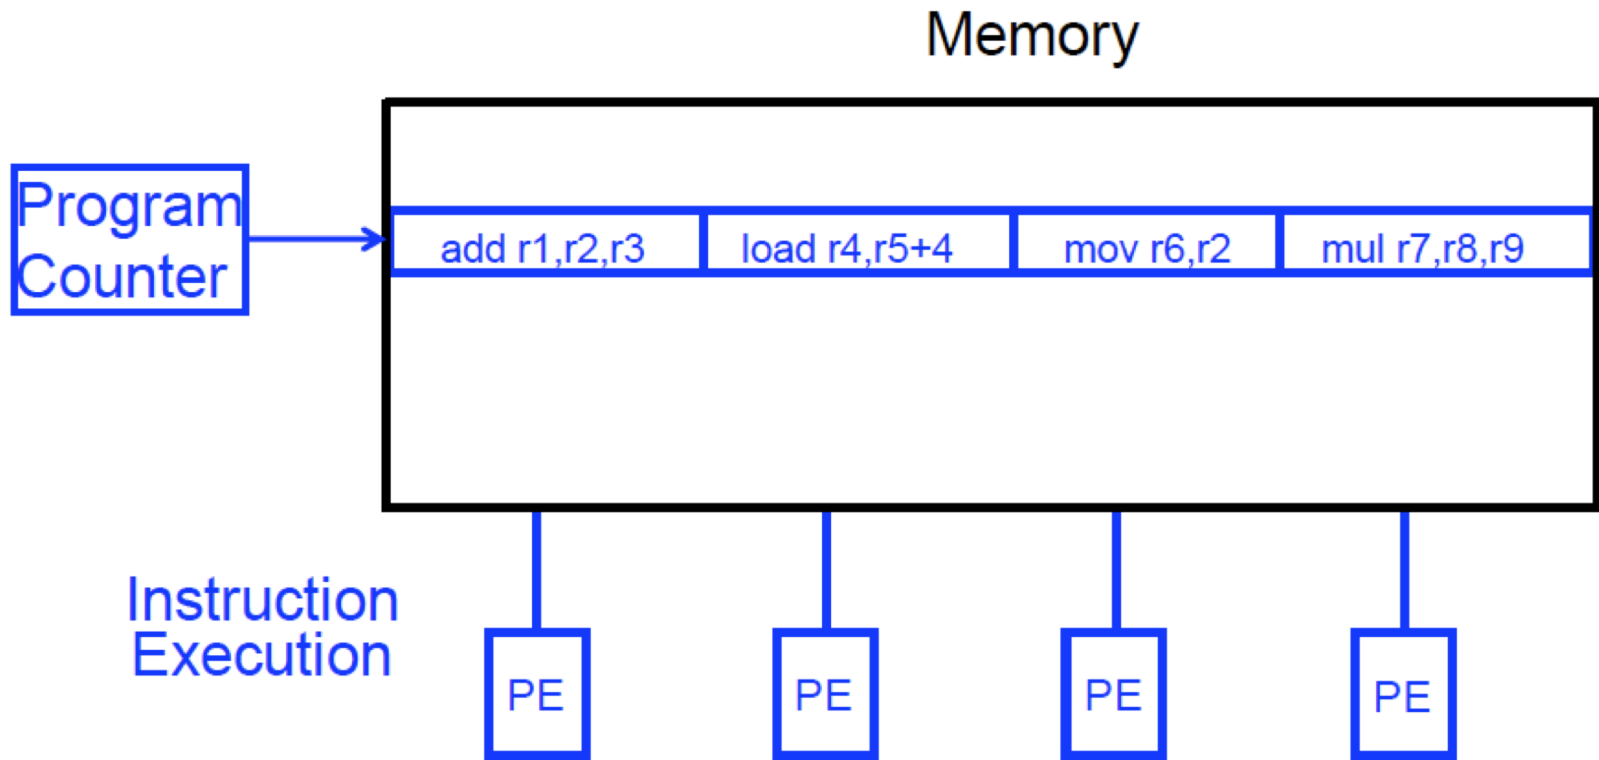 Memory
Program
Counter
add r1,r2,r3
load r4,r5+4
mov r6,r2
mul r7,r8,r9
Instruction
Execution
PE
PE
PE
PE